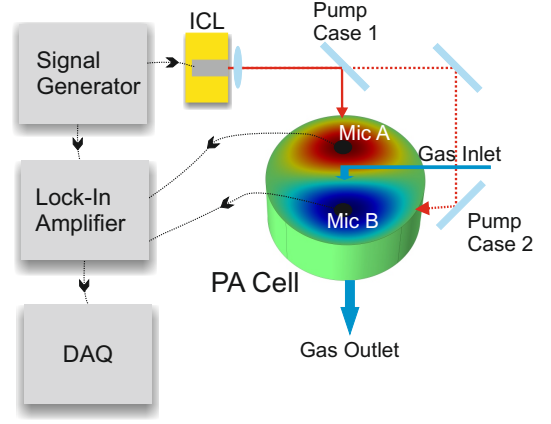 ICL
Pump
Case 1
Signal
Generator
Mic A
Gas Inlet
Lock-In
Amplifier
Mic B
Pump
Case 2
PA Cell
DAQ
Gas Outlet